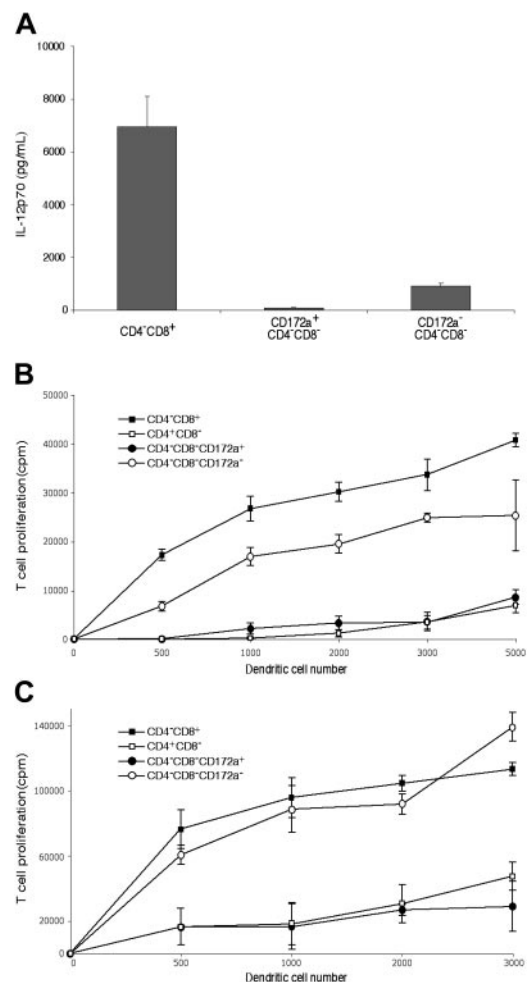 A
10000
8000
6000
4000
2000
0
IL-12p70 (pg/mL)
CD4-CD8+
CD172a+
CD4-CD8-
CD172a-
CD4-CD8-
B
50000
40000
30000
20000
10000
0
T cell proliferation(cpm)
CD4-CD8+
CD4+CD8-
CD4-CD8-CD172a+
CD4-CD8-CD172a-
0
500
1000
2000
3000
5000
Dendritic cell number
C
140000
100000
60000
20000
0
T cell proliferation(cpm)
CD4-CD8+
CD4+CD8-
CD4-CD8-CD172a+
CD4-CD8-CD172a-
0
500
1000
2000
3000
Dendritic cell number